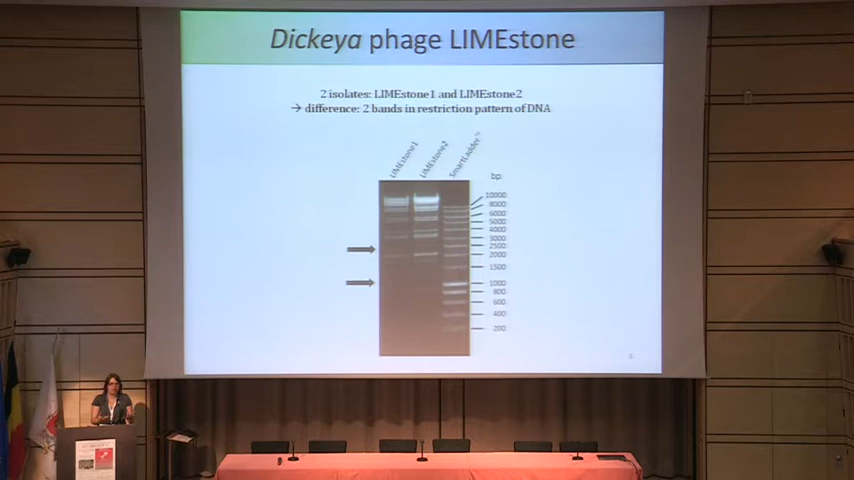 Dickeya phage LIMEstone
2 isolates: LIMEstone1 and LIMEstone2
→ difference: 2 bands in restriction pattern of DNA
LIMEstone1
LIMEstone2
SmartLadder
bp
10000
8000
6000
5000
4000
3000
2500
2000
1500
1000
800
600
400
200